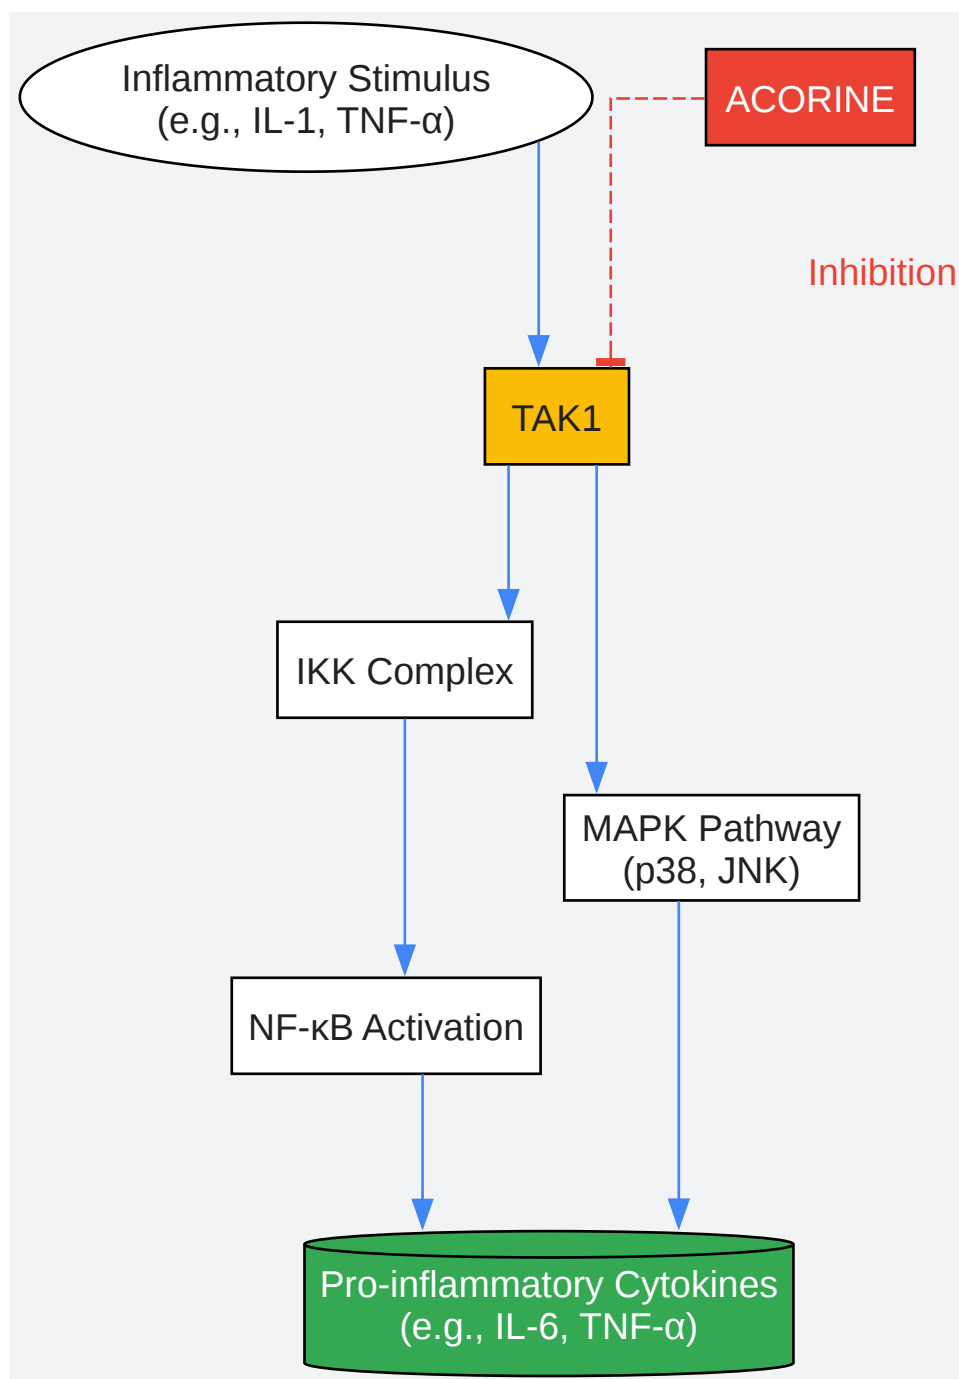 Inflammatory Stimulus
(e.g., IL-1, TNF-α)
ACORINE
Inhibition
TAK1
IKK Complex
MAPK Pathway
(p38, JNK)
NF-κB Activation
Pro-inflammatory Cytokines
(e.g., IL-6, TNF-α)